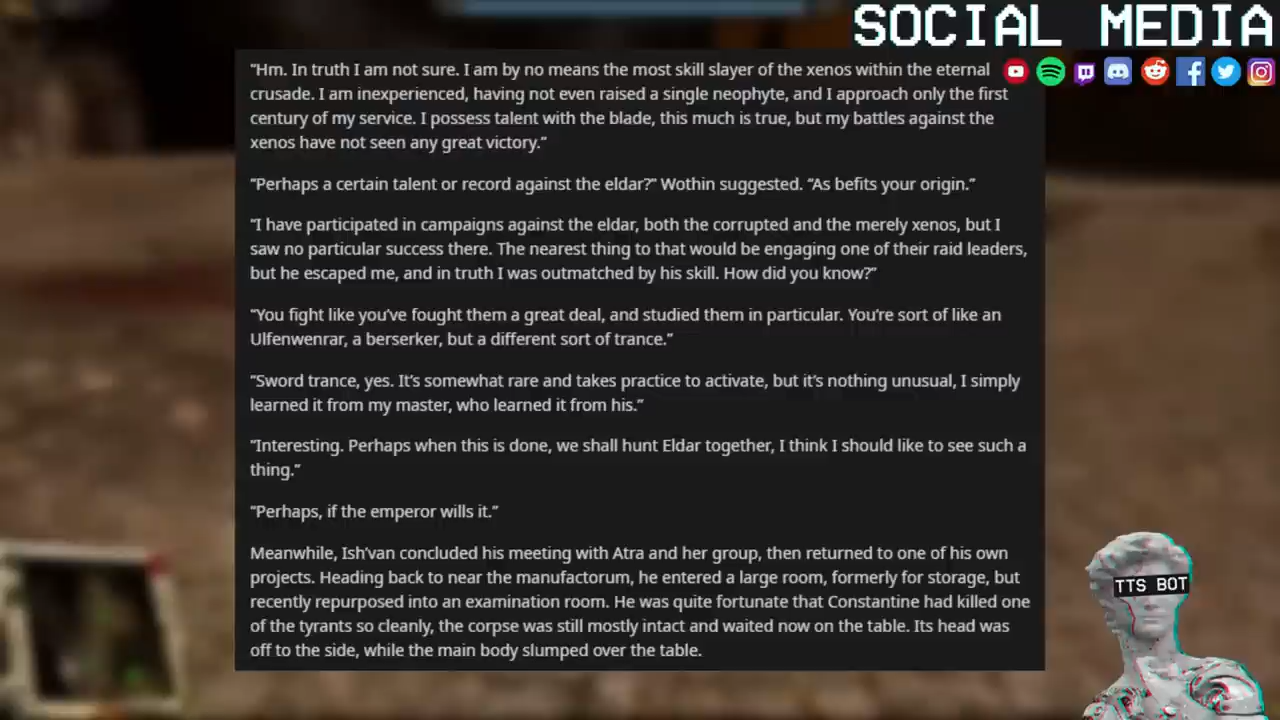 SOCIAL MEDIA
“Hm. In truth I am not sure. I am by no means the most skill slayer of the xenos within the eternal
crusade. I am inexperienced, having not even raised a single neophyte, and I approach only the first
century of my service. I possess talent with the blade, this much is true, but my battles against the
xenos have not seen any great victory.”
“Perhaps a certain talent or record against the eldar?” Wothin suggested. “As befits your origin.”
“I have participated in campaigns against the eldar, both the corrupted and the merely xenos, but I
saw no particular success there. The nearest thing to that would be engaging one of their raid leaders,
but he escaped me, and in truth I was outmatched by his skill. How did you know?”
“You fight like you’ve fought them a great deal, and studied them in particular. You’re sort of like an
Ulfenwenrar, a berserker, but a different sort of trance.”
“Sword trance, yes. It’s somewhat rare and takes practice to activate, but it’s nothing unusual, I simply
learned it from my master, who learned it from his.”
“Interesting. Perhaps when this is done, we shall hunt Eldar together, I think I should like to see such a
thing.”
“Perhaps, if the emperor wills it.”
Meanwhile, Ish’van concluded his meeting with Atra and her group, then returned to one of his own
projects. Heading back to near the manufactorum, he entered a large room, formerly for storage, but
recently repurposed into an examination room. He was quite fortunate that Constantine had killed one
of the tyrants so cleanly, the corpse was still mostly intact and waited now on the table. Its head was
off to the side, while the main body slumped over the table.
TTS BOT